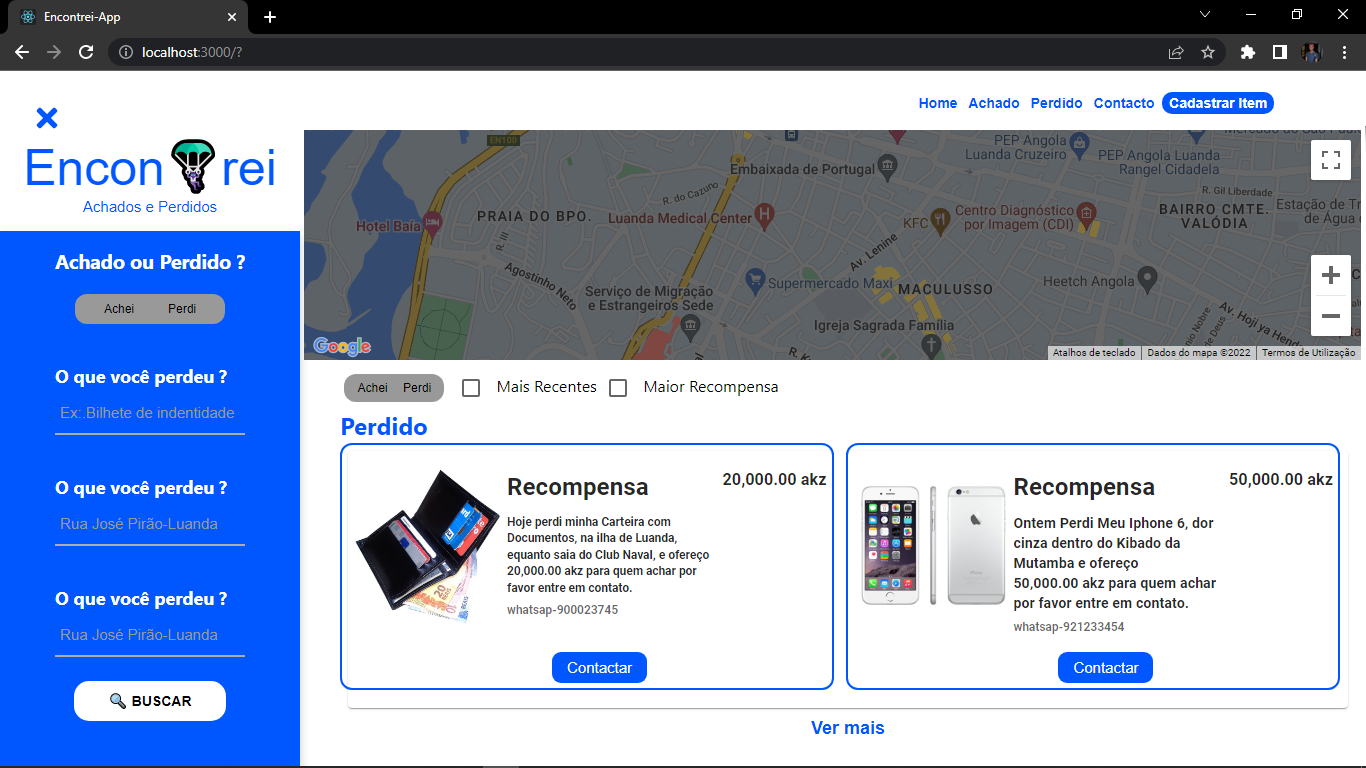 Encontrei-App
localhost:3000/?
Home Achado Perdido Contacto Cadastrar Item
Encon rei
Achados e Perdidos
Achado ou Perdido ?
Achei Perdi
O que você perdeu ?
Ex: Bilhete de indentidade
O que você perdeu ?
Rua José Pirão-Luanda
O que você perdeu ?
Rua José Pirão-Luanda
🔍 BUSCAR
EN100
PEP Angola
Luanda Cruzeiro
PEP Angola Luanda
Rangel Cidadela
Embaixada de Portugal
R. do Cazuno
R. Gil Liberdade
Hotel Baía
PRAIA DO BPO.
Luanda Medical Center
KFC
Centro Diagnóstico
por Imagem (CDI)
BAIRRO CMTE.
VALÓDIA
Estação de
de Água
R. III
Av. Lenine
Agostinho Neto
Serviço de Migração
e Estrangeiros Sede
Supermercado Maxi
MACULUSSO
Heetch Angola
Igreja Sagrada Família
Av. Hoji ya
Google
Atalhos de teclado
Dados do mapa ©2022
Termos de Utilização
Achei Perdi
Mais Recentes
Maior Recompensa
Perdido
Recompensa
20,000.00 akz
Hoje perdi minha Carteira com
Documentos, na ilha de Luanda,
equanto saia do Club Naval, e ofereço
20,000.00 akz para quem achar por
favor entre em contato.
whatsap-900023745
Contactar
Recompensa
50,000.00 akz
Ontem Perdi Meu Iphone 6, dor
cinza dentro do Kibado da
Mutamba e ofereço
50,000.00 akz para quem achar
por favor entre em contato.
whatsap-921233454
Contactar
Ver mais